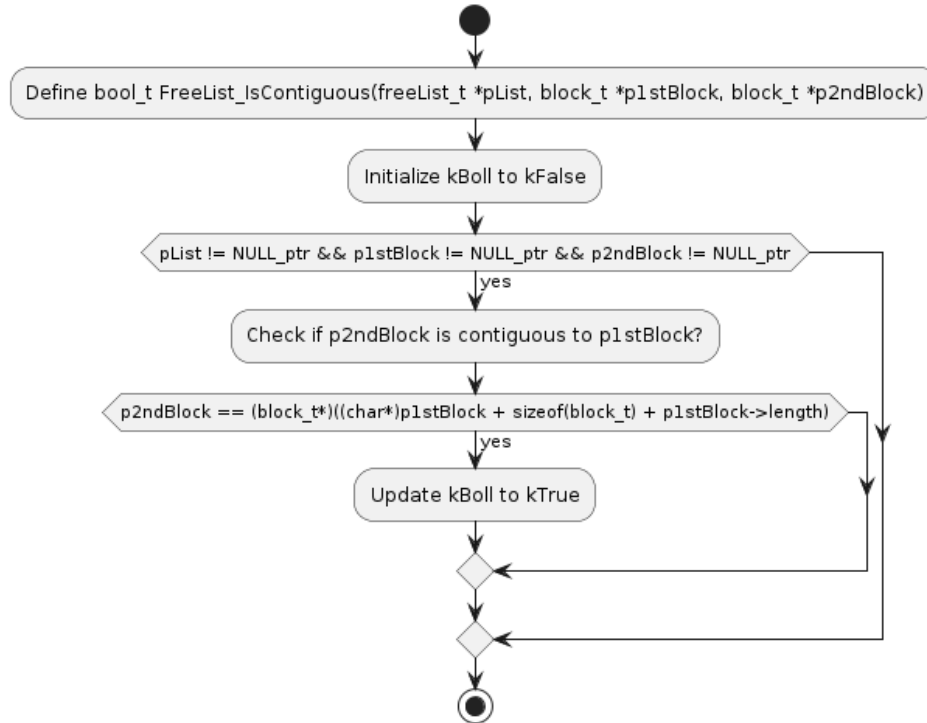 Define bool_t FreeList_IsContiguous(freeList_t *pList, block_t *p1stBlock, block_t *p2ndBlock)
Initialize kBoll to kFalse
pList != NULL_ptr && p1stBlock != NULL_ptr && p2ndBlock != NULL_ptr
yes
Check if p2ndBlock is contiguous to p1stBlock?
p2ndBlock == (block_t*)((char*)p1stBlock + sizeof(block_t) + p1stBlock->length)
yes
Update kBoll to kTrue